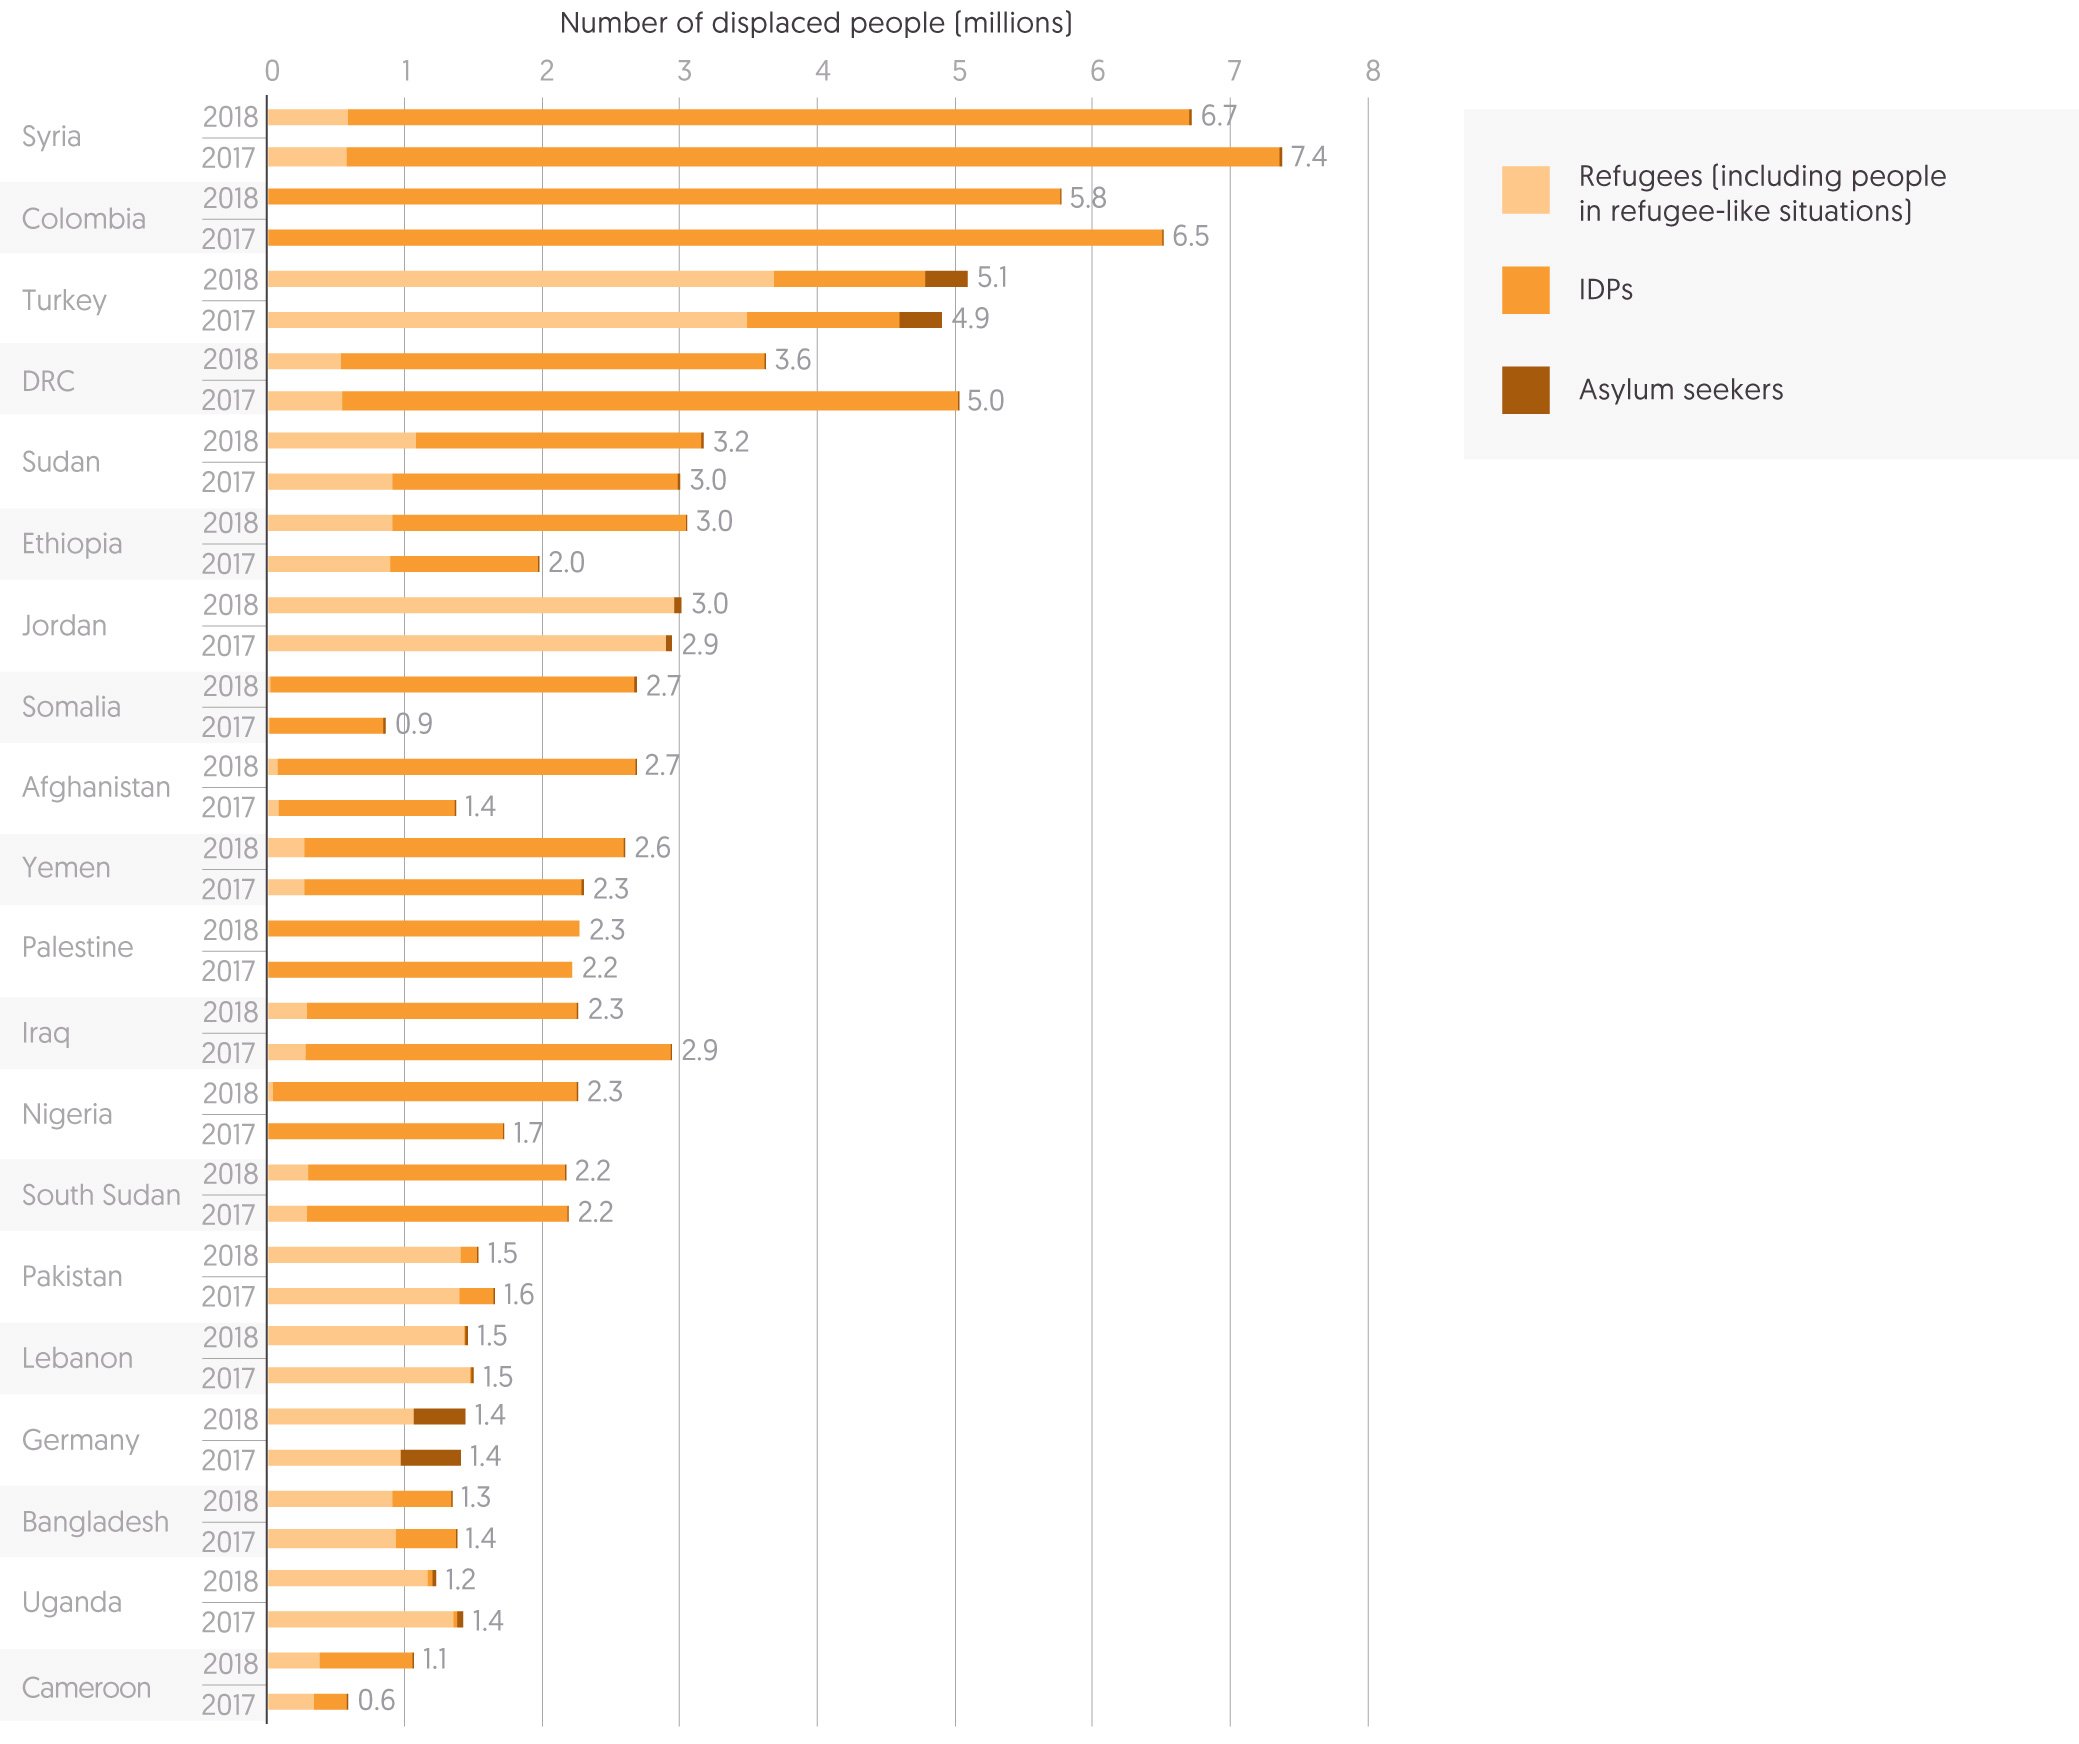 Number of displaced people (millions)
0 1 2 3 4 5 6 7 8
Syria
2018 6.7
2017 7.4
Colombia
2018 5.8
2017 6.5
Turkey
2018 5.1
2017 4.9
DRC
2018 3.6
2017 5.0
Sudan
2018 3.2
2017 3.0
Ethiopia
2018 3.0
2017 2.0
Jordan
2018 3.0
2017 2.9
Somalia
2018 2.7
2017 0.9
Afghanistan
2018 2.7
2017 1.4
Yemen
2018 2.6
2017 2.3
Palestine
2018 2.3
2017 2.2
Iraq
2018 2.3
2017 2.9
Nigeria
2018 2.3
2017 1.7
South Sudan
2018 2.2
2017 2.2
Pakistan
2018 1.5
2017 1.6
Lebanon
2018 1.5
2017 1.5
Germany
2018 1.4
2017 1.4
Bangladesh
2018 1.3
2017 1.4
Uganda
2018 1.2
2017 1.4
Cameroon
2018 1.1
2017 0.6
Refugees (including people
in refugee-like situations)
IDPs
Asylum seekers